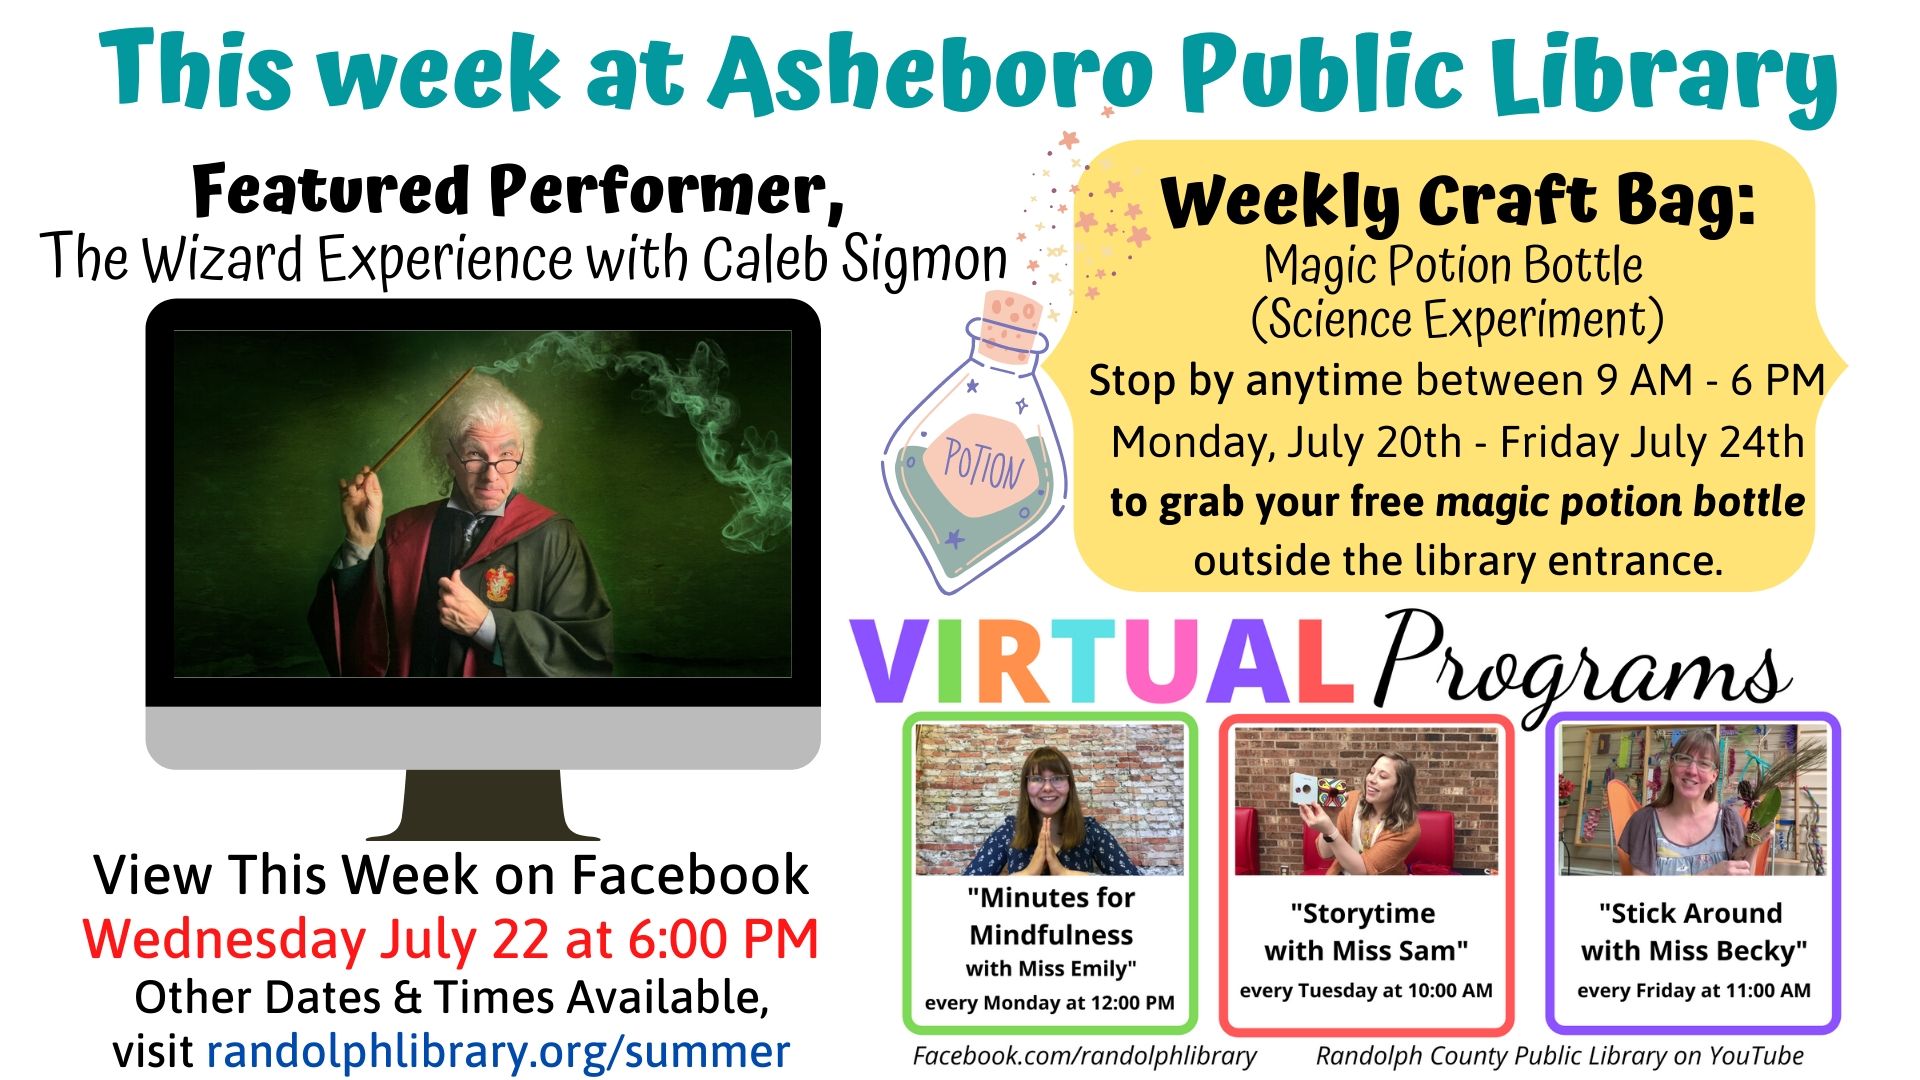 This week at Asheboro Public Library
Featured Performer,
The Wizard Experience with Caleb Sigmon
View This Week on Facebook
Wednesday July 22 at 6:00 PM
Other Dates & Times Available,
visit randolphlibrary.org/summer
Weekly Craft Bag:
Magic Potion Bottle
(Science Experiment)
Stop by anytime between 9 AM - 6 PM
Monday, July 20th - Friday July 24th
to grab your free magic potion bottle
outside the library entrance.
POTION
VIRTUAL Programs
"Minutes for
Mindfulness
with Miss Emily"
every Monday at 12:00 PM
"Storytime
with Miss Sam"
every Tuesday at 10:00 AM
"Stick Around
with Miss Becky"
every Friday at 11:00 AM
Facebook.com/randolphlibrary
Randolph County Public Library on YouTube